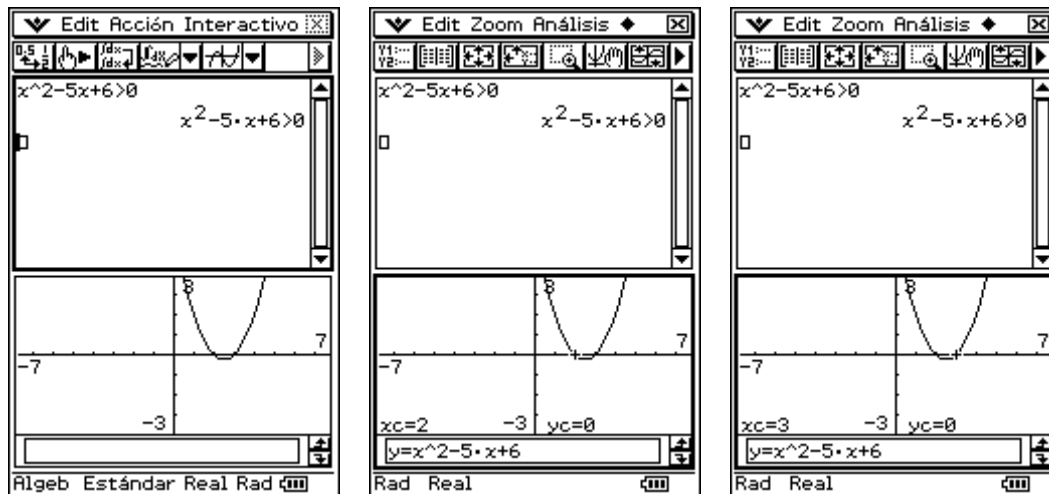 Edit Acción Interactivo
x^2-5x+6>0
x²-5·x+6>0
8
7
-7
-3
Algeb Estándar Real Rad
Edit Zoom Análisis
x^2-5x+6>0
x²-5·x+6>0
8
7
-7
xc=2 -3 yc=0
y=x^2-5·x+6
Rad Real
Edit Zoom Análisis
x^2-5x+6>0
x²-5·x+6>0
8
7
-7
xc=3 -3 yc=0
y=x^2-5·x+6
Rad Real